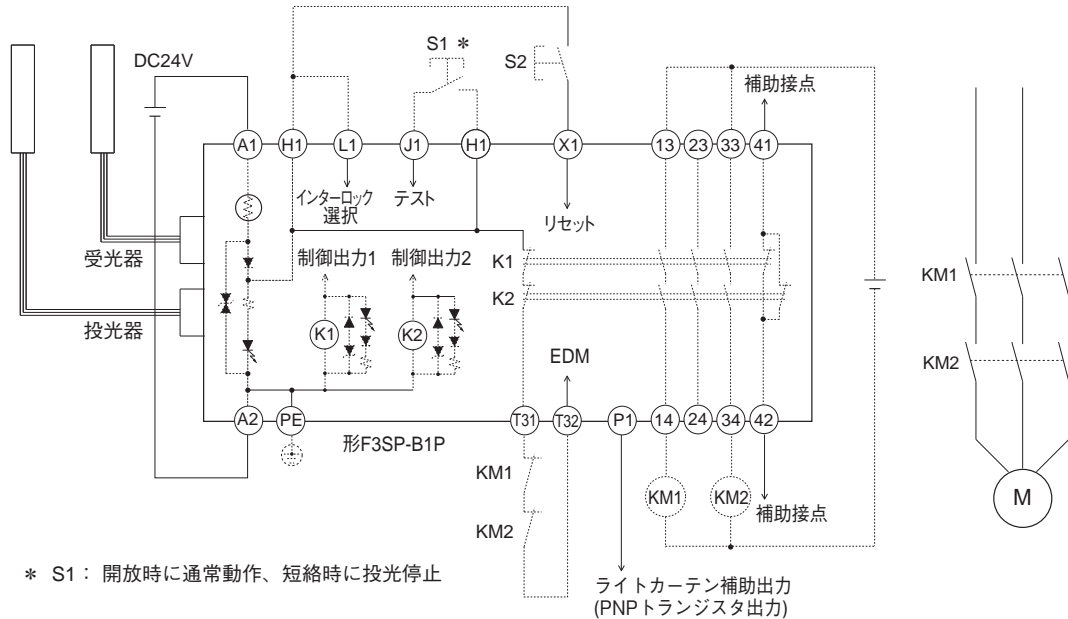 DC24V
S1 *
S2
補助接点
A1
H1
L1
J1
H1
X1
13
23
33
41
インターロック
選択
テスト
リセット
受光器
投光器
制御出力1
制御出力2
K1
K2
K1
K2
EDM
A2
PE
T31
T32
P1
14
24
34
42
形F3SP-B1P
KM1
KM2
KM1
KM2
補助接点
KM1
KM2
M
ライトカーテン補助出力
(PNPトランジスタ出力)
* S1： 開放時に通常動作、短絡時に投光停止